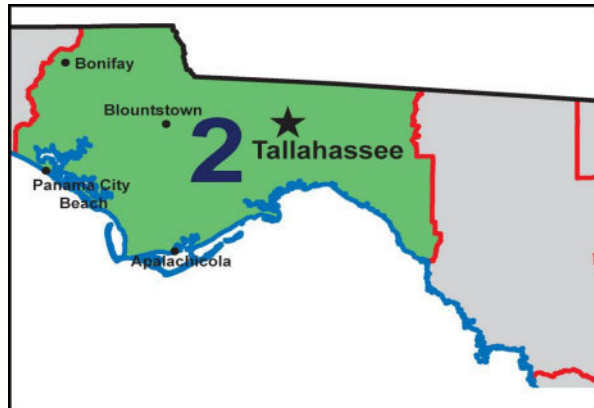 Bonifay
Blountstown
2
Tallahassee
Panama City
Beach
Apalachicola